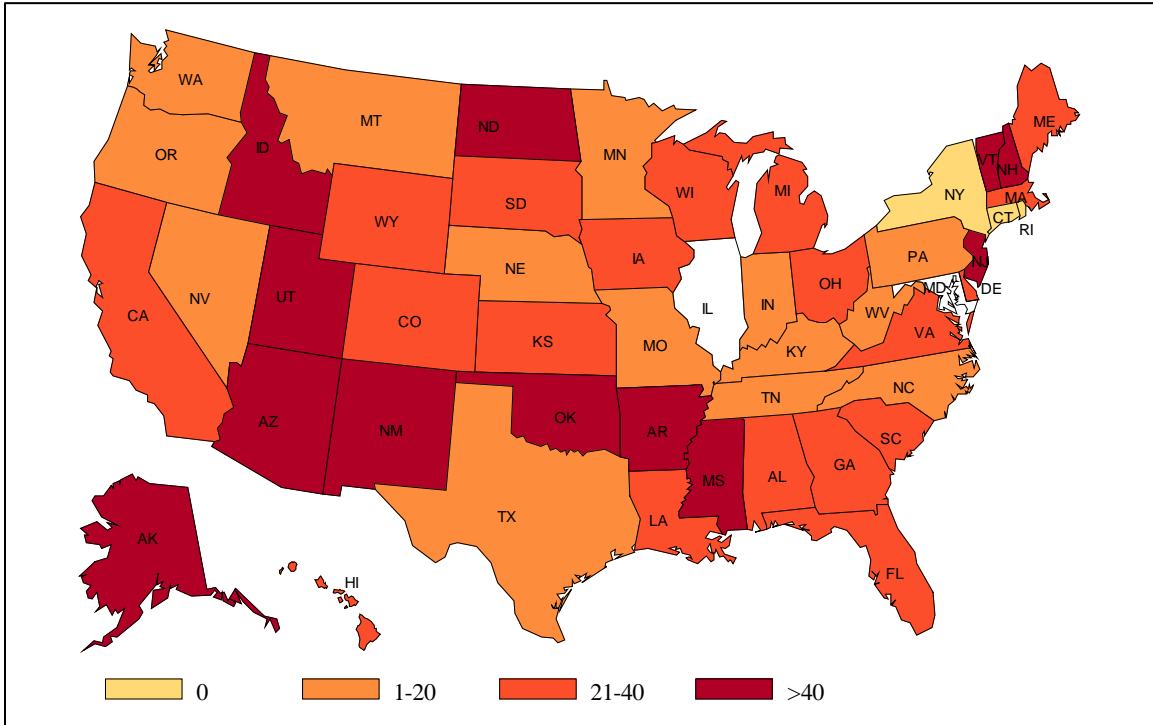 WA
MT
ND
MN
ME
VT
NH
OR
ID
WI
MI
NY
MA
SD
WY
CT
RI
IA
PA
NE
NJ
NV
UT
OH
MD
DE
IN
IL
WV
CA
CO
VA
KS
MO
KY
NC
TN
AZ
OK
NM
AR
SC
GA
AL
MS
TX
LA
AK
FL
HI
0
1-20
21-40
>40